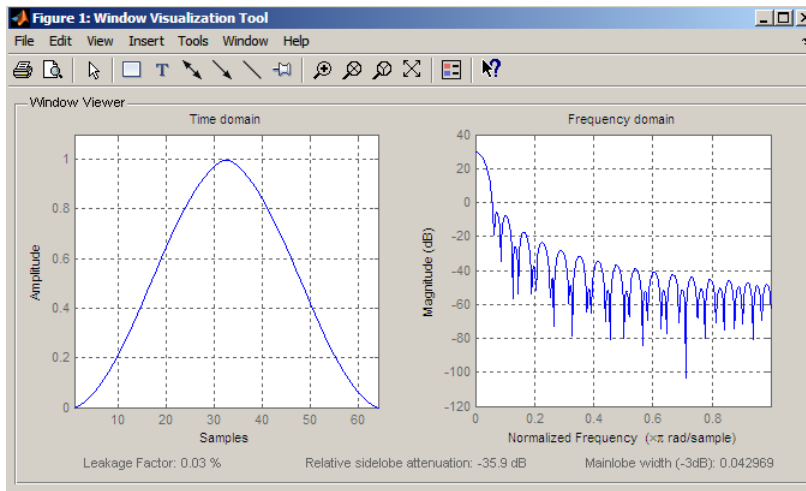 Figure 1: Window Visualization Tool
File Edit View Insert Tools Window Help
Window Viewer
Time domain
Amplitude
1
0.8
0.6
0.4
0.2
0
10 20 30 40 50 60
Samples
Frequency domain
Magnitude (dB)
40
20
0
-20
-40
-60
-80
-100
-120
0 0.2 0.4 0.6 0.8
Normalized Frequency (×π rad/sample)
Leakage Factor: 0.03 % Relative sidelobe attenuation: -35.9 dB Mainlobe width (-3dB): 0.042969